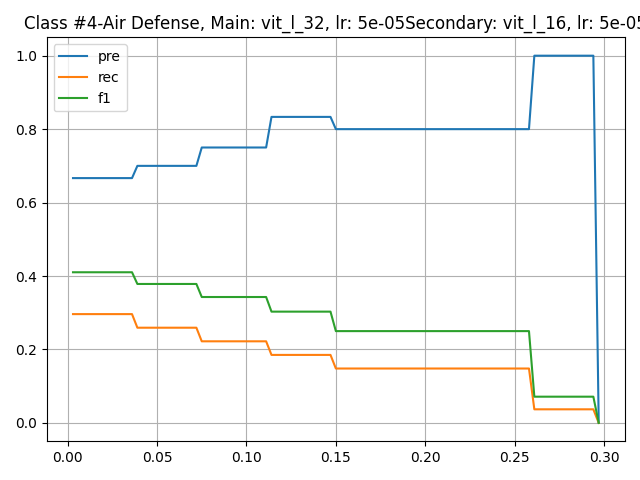 Class #4-Air Defense, Main: vit_l_32, lr: 5e-05Secondary: vit_l_16, lr: 5e-05
pre
rec
f1
1.0
0.8
0.6
0.4
0.2
0.0
0.00 0.05 0.10 0.15 0.20 0.25 0.30